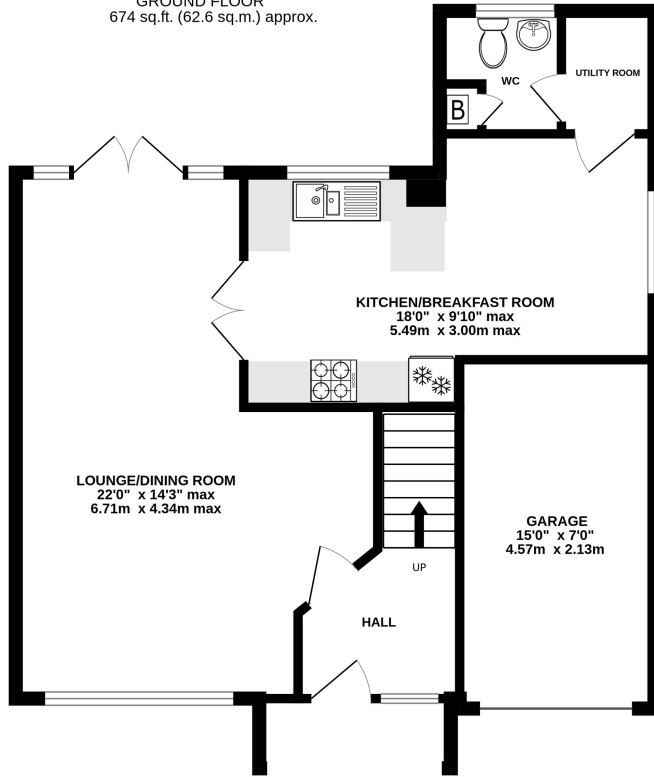 GROUND FLOOR
674 sq.ft. (62.6 sq.m.) approx.
WC
UTILITY ROOM
B
KITCHEN/BREAKFAST ROOM
18'0" x 9'10" max
5.49m x 3.00m max
LOUNGE/DINING ROOM
22'0" x 14'3" max
6.71m x 4.34m max
GARAGE
15'0" x 7'0"
4.57m x 2.13m
UP
HALL